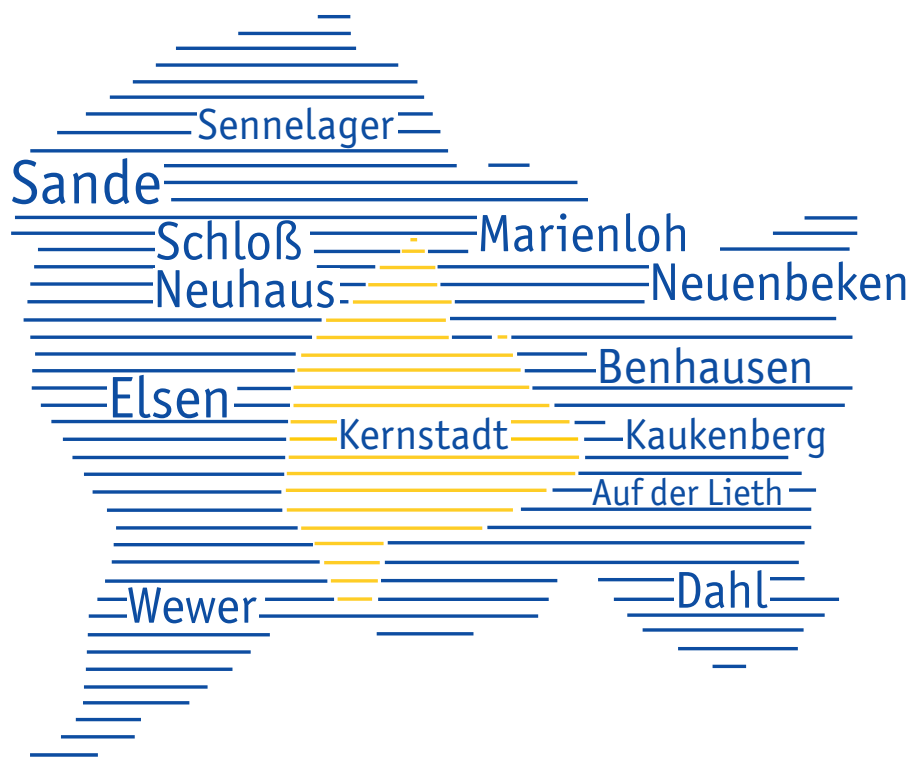 Sennelager
Sande
Schloß
Neuhaus
Marienloh
Neuenbeken
Benhausen
Elsen
Kernstadt
Kaukenberg
Auf der Lieth
Dahl
Wewer